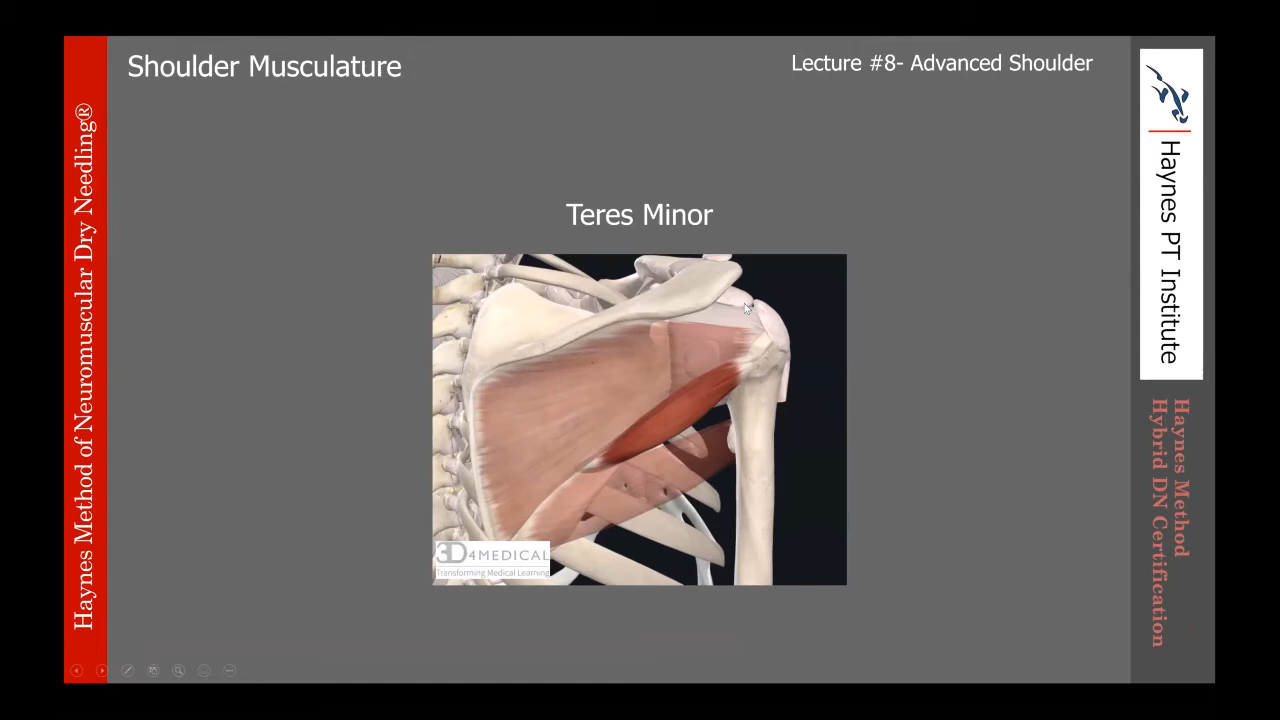 Shoulder Musculature
Lecture #8- Advanced Shoulder
Haynes Method of Neuromuscular Dry Needling®
Teres Minor
3D4MEDICAL
Transforming Medical Learning
Haynes PT Institute
Haynes Method
Hybrid DN Certification